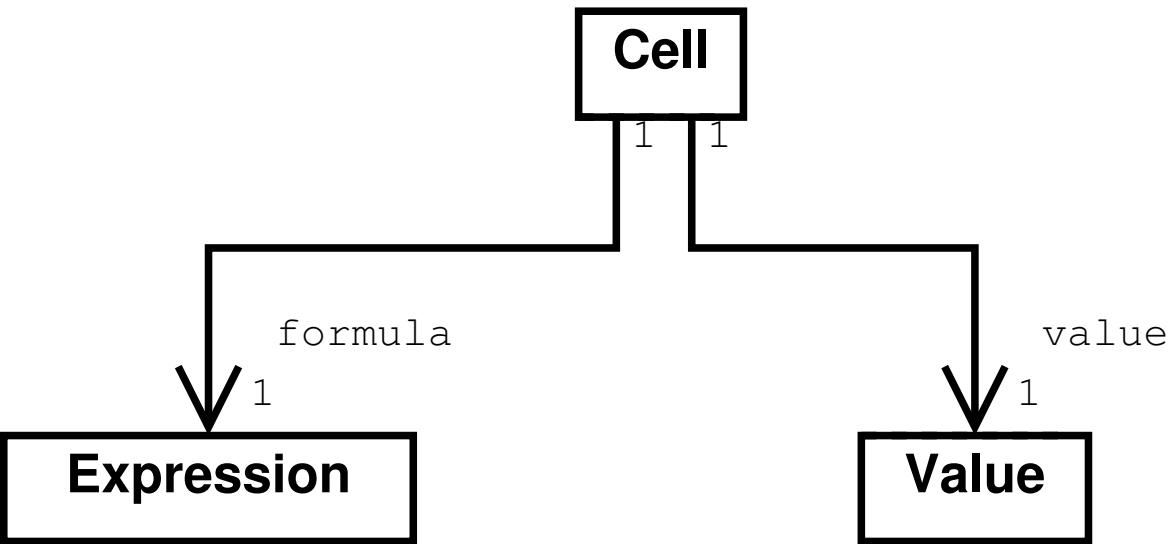 Cell
1 1
formula
value
1
1
Expression
Value